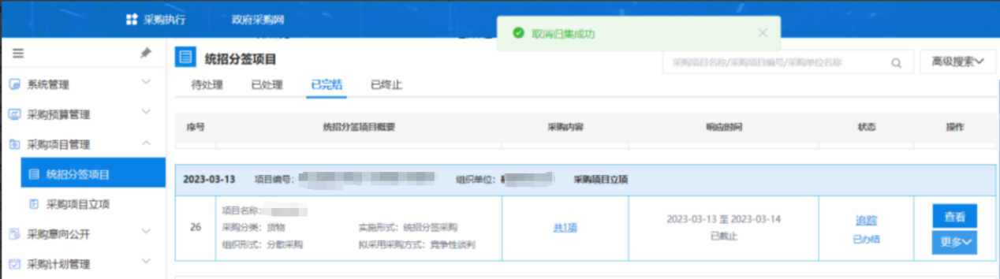 采购执行 政府采购网
取消归集成功
统招分签项目
采购项目名称/采购项目编号/采购单位名称
高级搜索
待处理 已处理 已完结 已终止
系统管理
采购预算管理
采购项目管理
统招分签项目
采购项目立项
采购意向公开
采购计划管理
序号 统招分签项目概要 采购内容 响应时间 状态 操作
2023-03-13 项目编号: 组织单位: 采购项目立项
26
项目名称:
采购分类: 货物 实施形式: 统招分签采购
组织形式: 分散采购 拟采用采购方式: 竞争性谈判
共1项
2023-03-13 至 2023-03-14
已截止
追踪
已办结
查看
更多